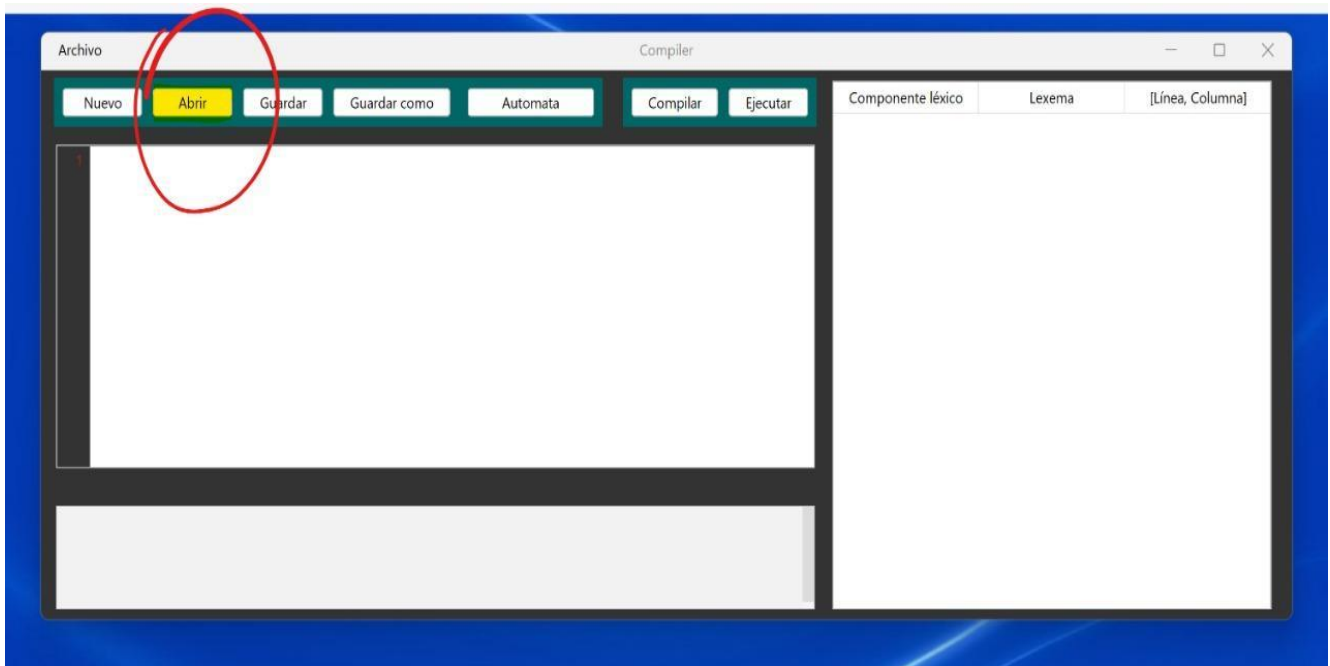 Archivo
Compiler
Nuevo Abrir Guardar Guardar como Automata Compilar Ejecutar
Componente léxico Lexema [Línea, Columna]
1